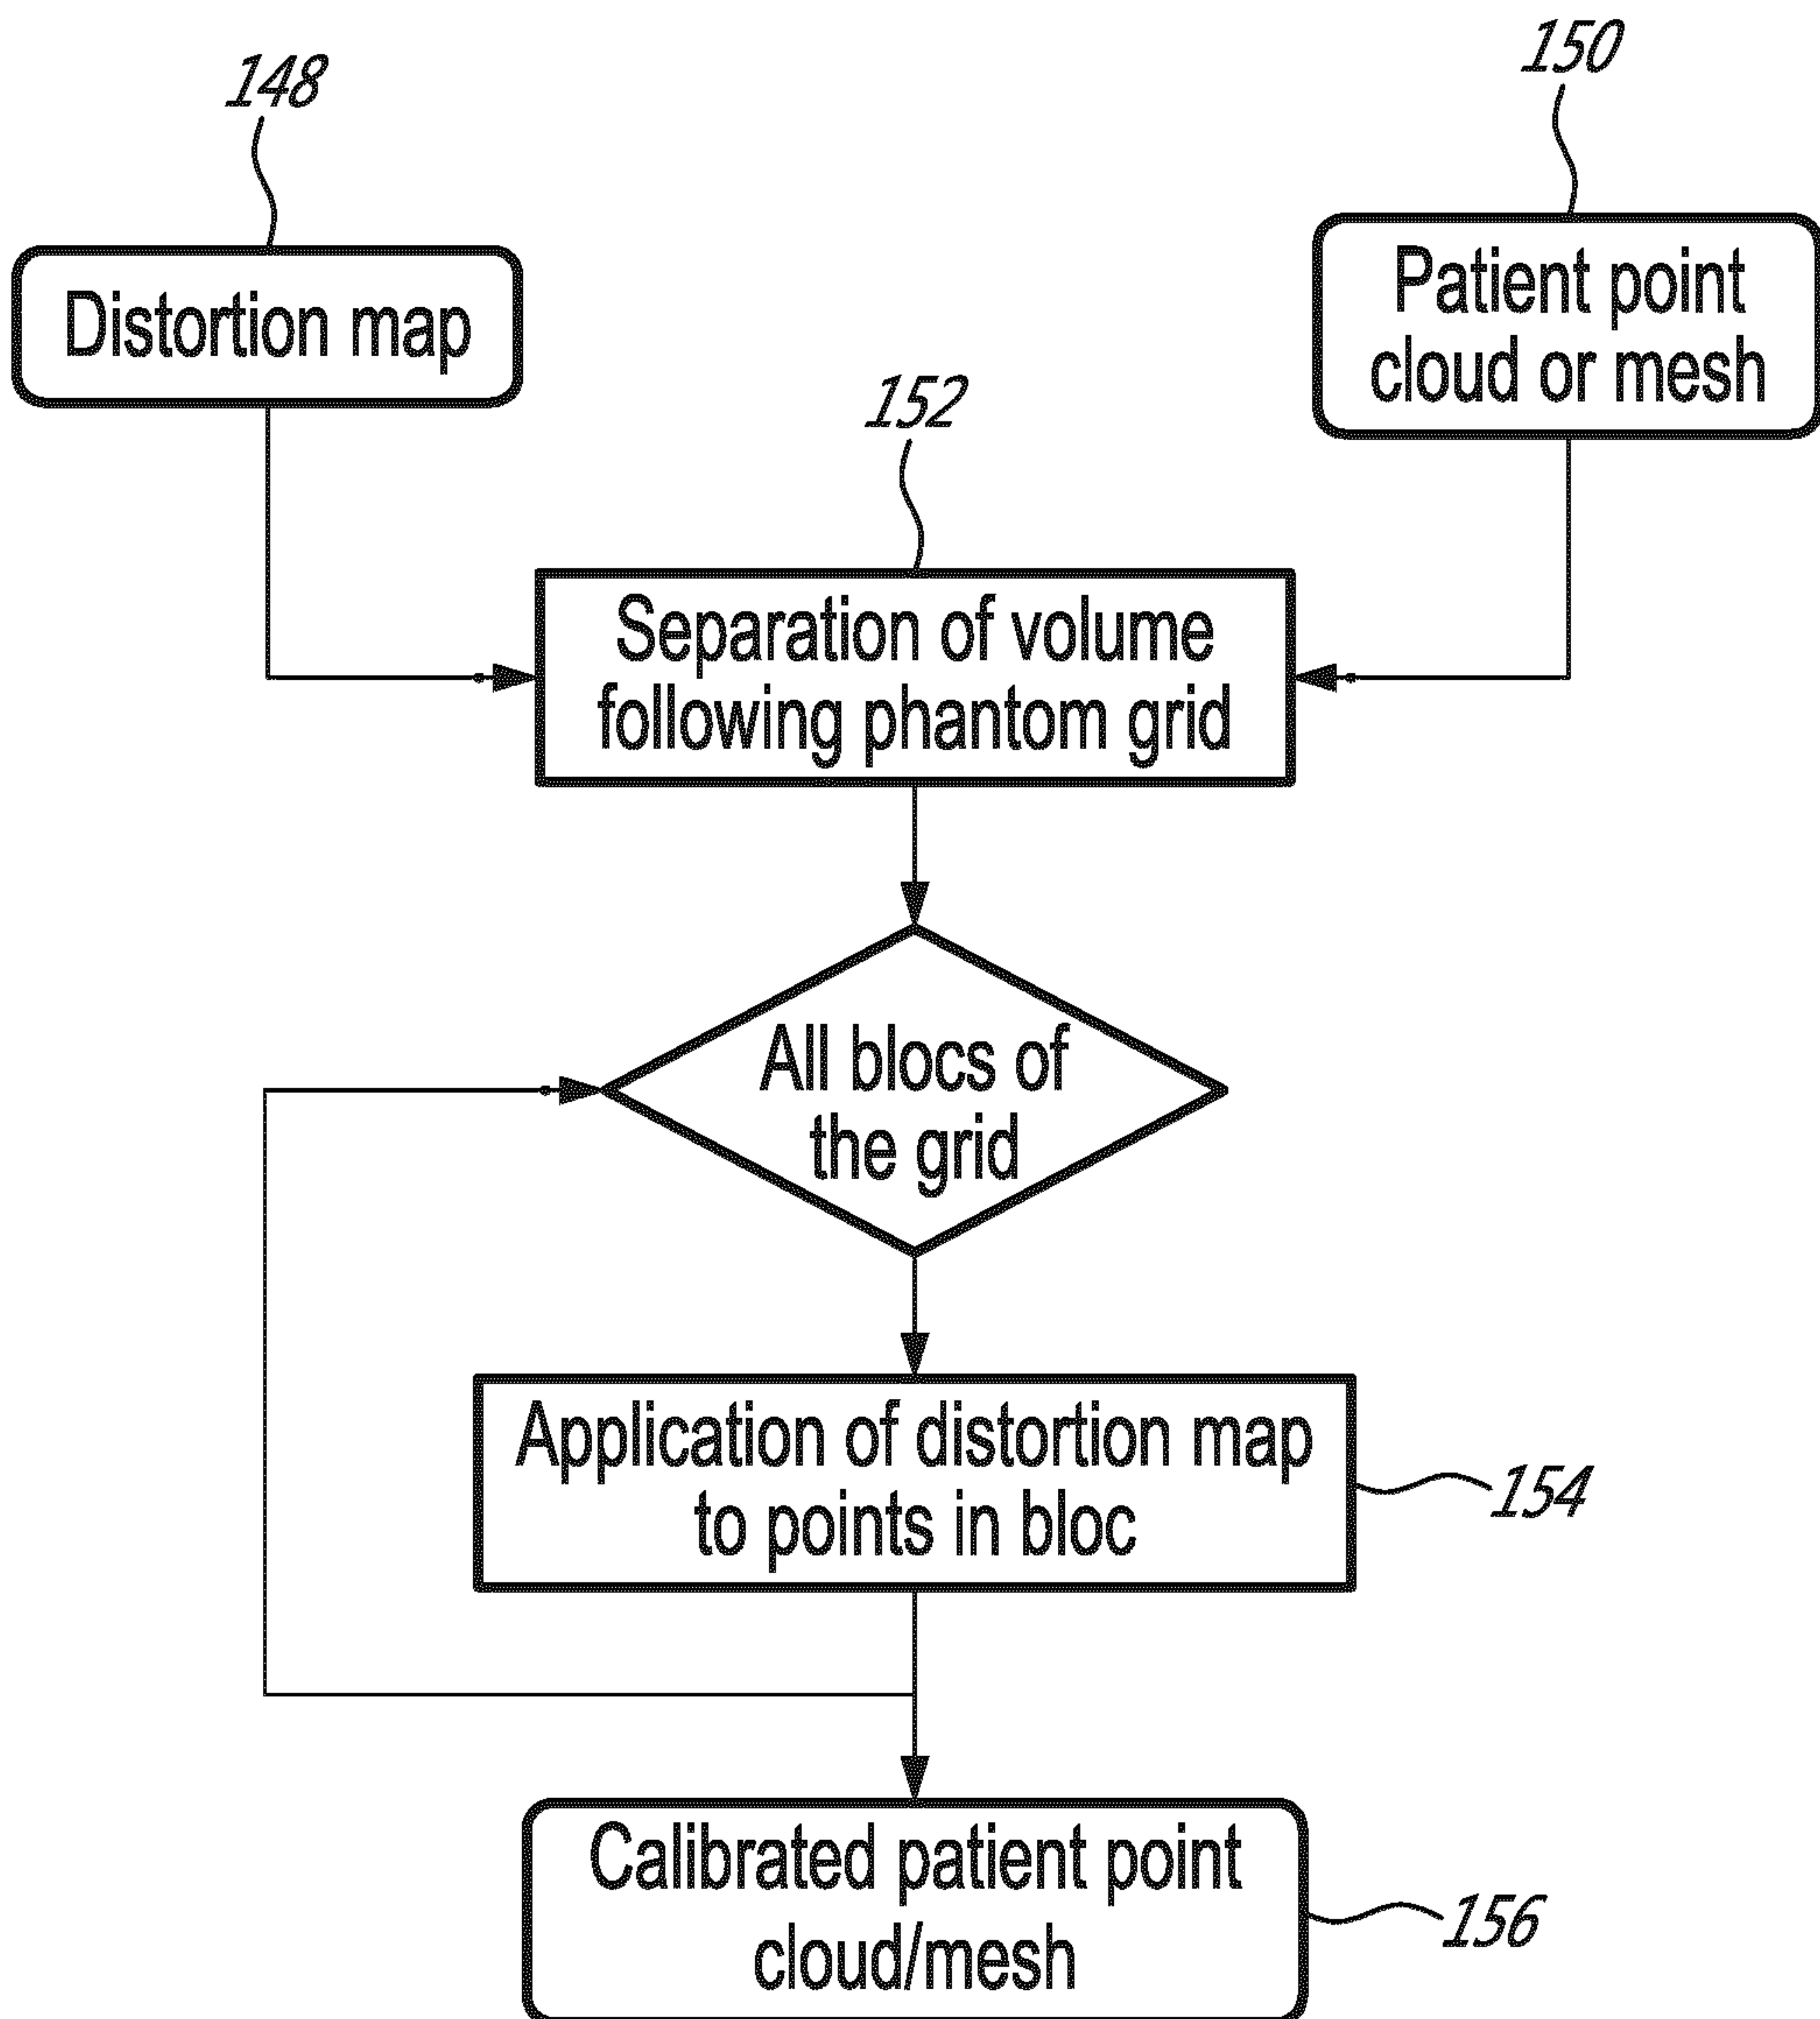 148
150
Distortion map
Patient point
cloud or mesh
152
Separation of volume
following phantom grid
All blocs of
the grid
Application of distortion map
to points in bloc
154
Calibrated patient point
cloud/mesh
156